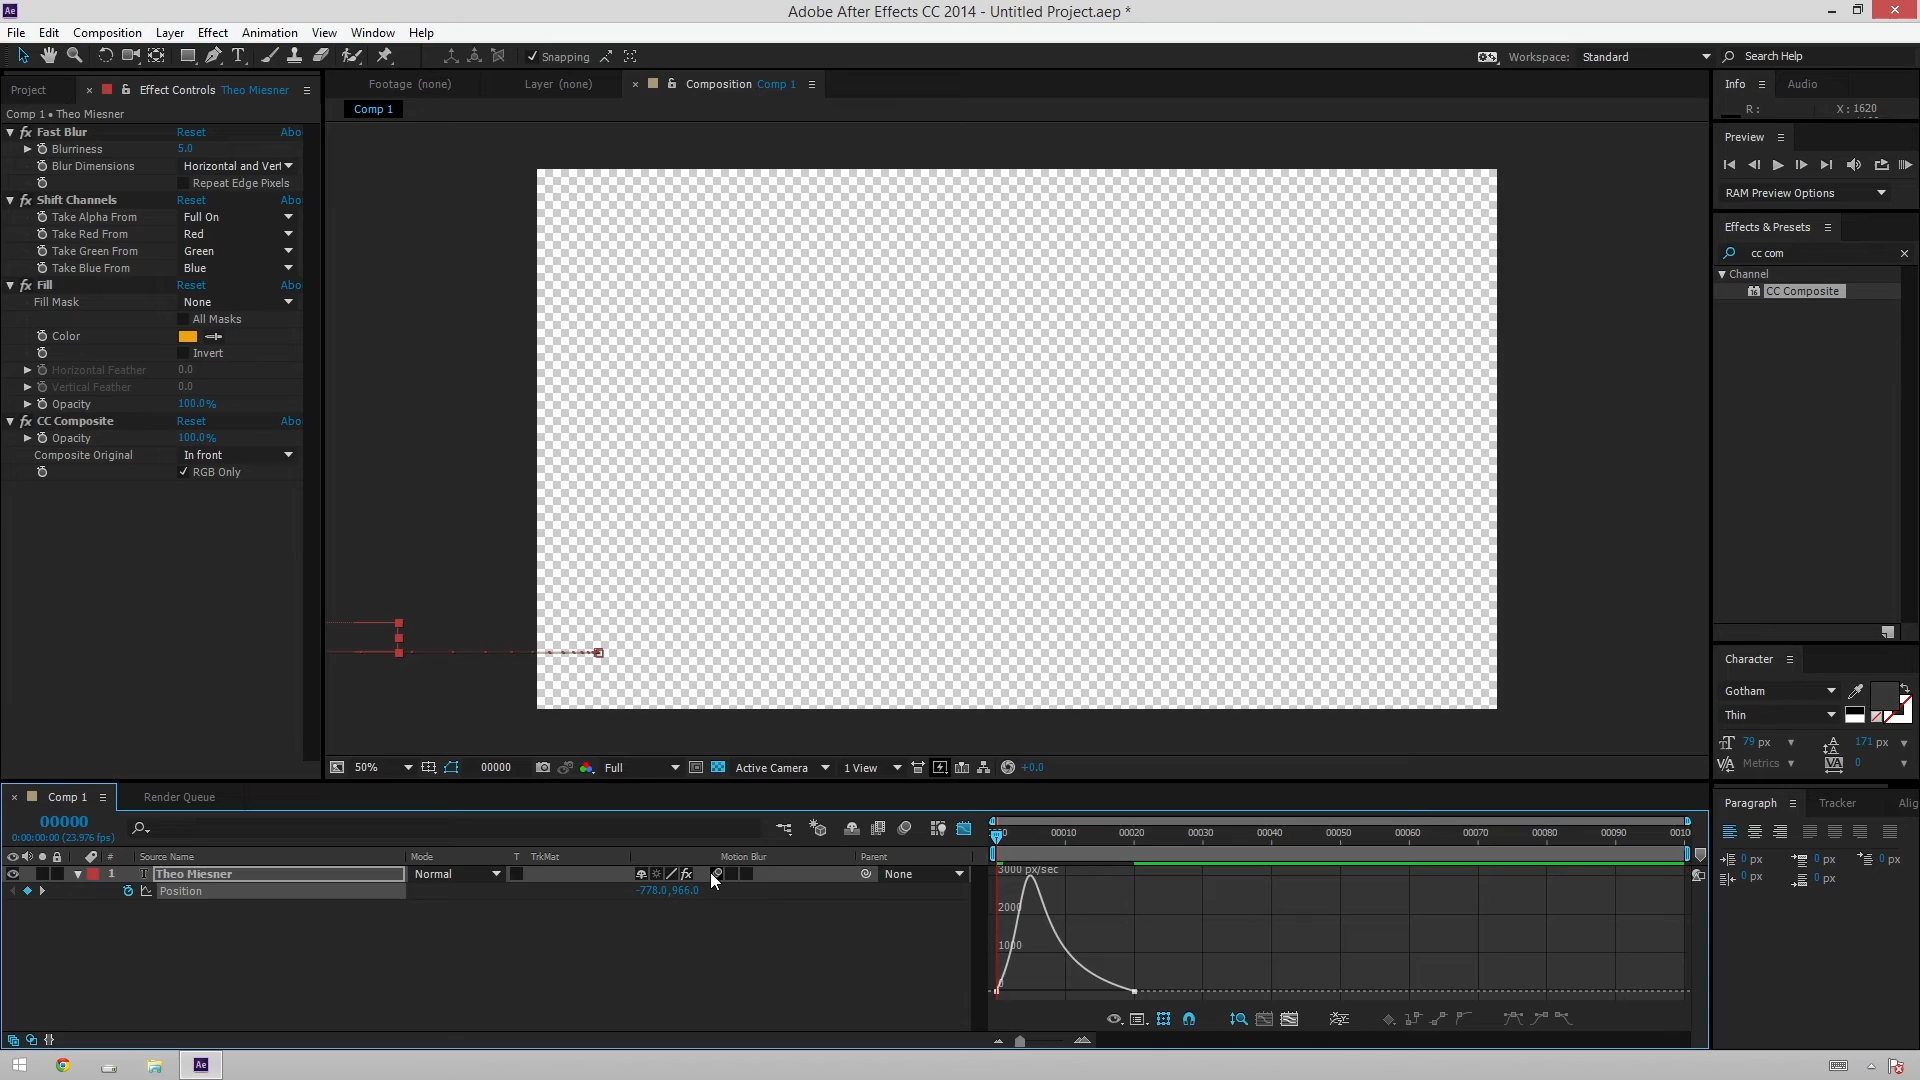 Adobe After Effects CC 2014 - Untitled Project.aep *
File Edit Composition Layer Effect Animation View Window Help
Snapping
Workspace: Standard
Search Help
Project
Effect Controls Theo Miesner
Comp 1 • Theo Miesner
Fast Blur Reset Abo
Blurriness 5.0
Blur Dimensions Horizontal and Vert
Repeat Edge Pixels
Shift Channels Reset Abo
Take Alpha From Full On
Take Red From Red
Take Green From Green
Take Blue From Blue
Fill Reset Abo
Fill Mask None
All Masks
Color
Invert
Horizontal Feather 0.0
Vertical Feather 0.0
Opacity 100.0%
CC Composite Reset Abo
Opacity 100.0%
Composite Original In front
RGB Only
Footage (none) Layer (none) Composition Comp 1
Comp 1
50% 00000 Full Active Camera 1 View +0.0
Info Audio
R: X: 1620
Preview
RAM Preview Options
Effects & Presets
cc com
Channel
CC Composite
Character
Gotham
Thin
79 px 171 px
Metrics 0
Paragraph Tracker Alig
0 px 0 px 0 px
0 px 0 px
Comp 1 Render Queue
00000
0:00:00:00 (23.976 fps)
# Source Name Mode T TrkMat Motion Blur Parent
1 T Theo Miesner Normal None
Position -778.0,966.0
00010 00020 00030 00040 00050 00060 00070 00080 00090 0010
3000 px/sec
2000
1000
0